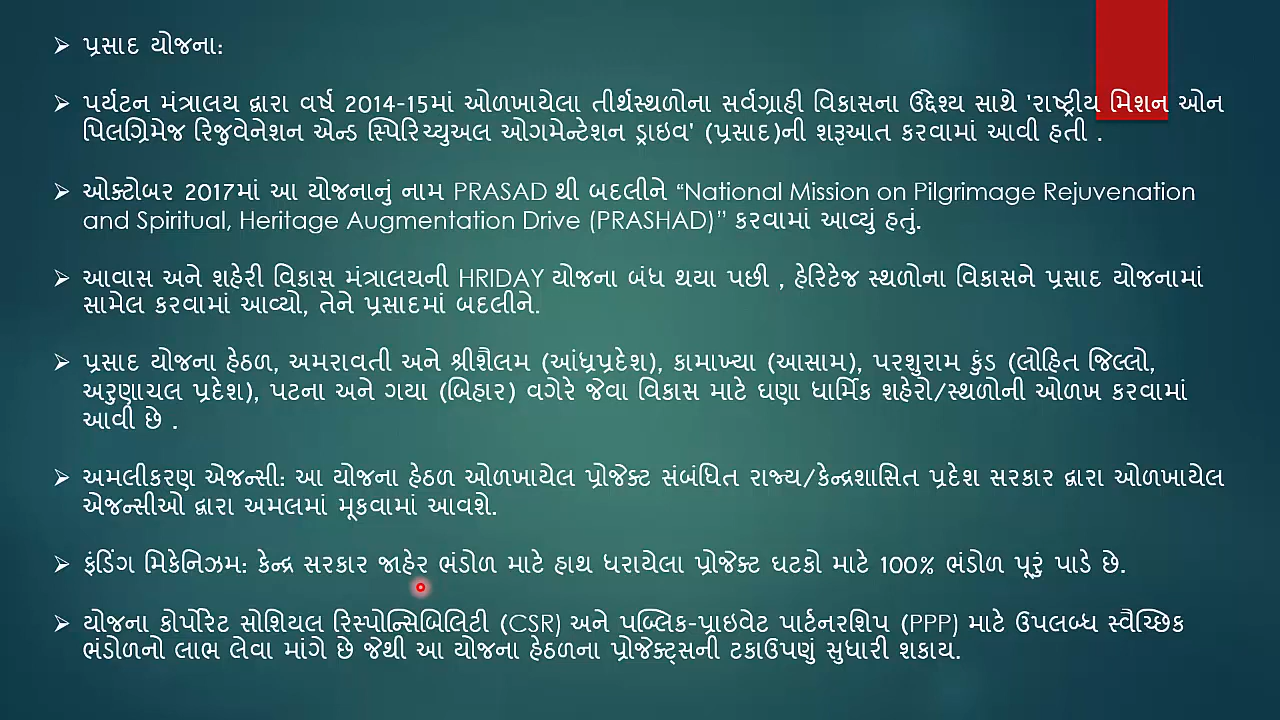 ➢ પ્રસાદ યોજના:
➢ પર્યટન મંત્રાલય દ્વારા વર્ષ 2014-15માં ઓળખાયેલા તીર્થસ્થળોના સર્વગ્રાહી વિકાસના ઉદ્દેશ્ય સાથે 'રાષ્ટ્રીય મિશન ઓન
પિલગ્રિમેજ રિજુવેનેશન એન્ડ સ્પિરિચ્યુઅલ ઓગમેન્ટેશન ડ્રાઇવ' (પ્રસાદ)ની શરૂઆત કરવામાં આવી હતી .
➢ ઓક્ટોબર 2017માં આ યોજનાનું નામ PRASAD થી બદલીને “National Mission on Pilgrimage Rejuvenation
and Spiritual, Heritage Augmentation Drive (PRASHAD)” કરવામાં આવ્યું હતું.
➢ આવાસ અને શહેરી વિકાસ મંત્રાલયની HRIDAY યોજના બંધ થયા પછી , હેરિટેજ સ્થળોના વિકાસને પ્રસાદ યોજનામાં
સામેલ કરવામાં આવ્યો, તેને પ્રસાદમાં બદલીને.
➢ પ્રસાદ યોજના હેઠળ, અમરાવતી અને શ્રીશૈલમ (આંધ્રપ્રદેશ), કામાખ્યા (આસામ), પરશુરામ કુંડ (લોહિત જિલ્લો,
અરુણાચલ પ્રદેશ), પટના અને ગયા (બિહાર) વગેરે જેવા વિકાસ માટે ઘણા ધાર્મિક શહેરો/સ્થળોની ઓળખ કરવામાં
આવી છે .
➢ અમલીકરણ એજન્સી: આ યોજના હેઠળ ઓળખાયેલ પ્રોજેક્ટ સંબંધિત રાજ્ય/કેન્દ્રશાસિત પ્રદેશ સરકાર દ્વારા ઓળખાયેલ
એજન્સીઓ દ્વારા અમલમાં મૂકવામાં આવશે.
➢ ફંડિંગ મિકેનિઝમ: કેન્દ્ર સરકાર જાહેર ભંડોળ માટે હાથ ધરાયેલા પ્રોજેક્ટ ઘટકો માટે 100% ભંડોળ પૂરું પાડે છે.
➢ યોજના કોર્પોરેટ સોશિયલ રિસ્પોન્સિબિલિટી (CSR) અને પબ્લિક-પ્રાઇવેટ પાર્ટનરશિપ (PPP) માટે ઉપલબ્ધ સ્વૈચ્છિક
ભંડોળનો લાભ લેવા માંગે છે જેથી આ યોજના હેઠળના પ્રોજેક્ટ્સની ટકાઉપણું સુધારી શકાય.